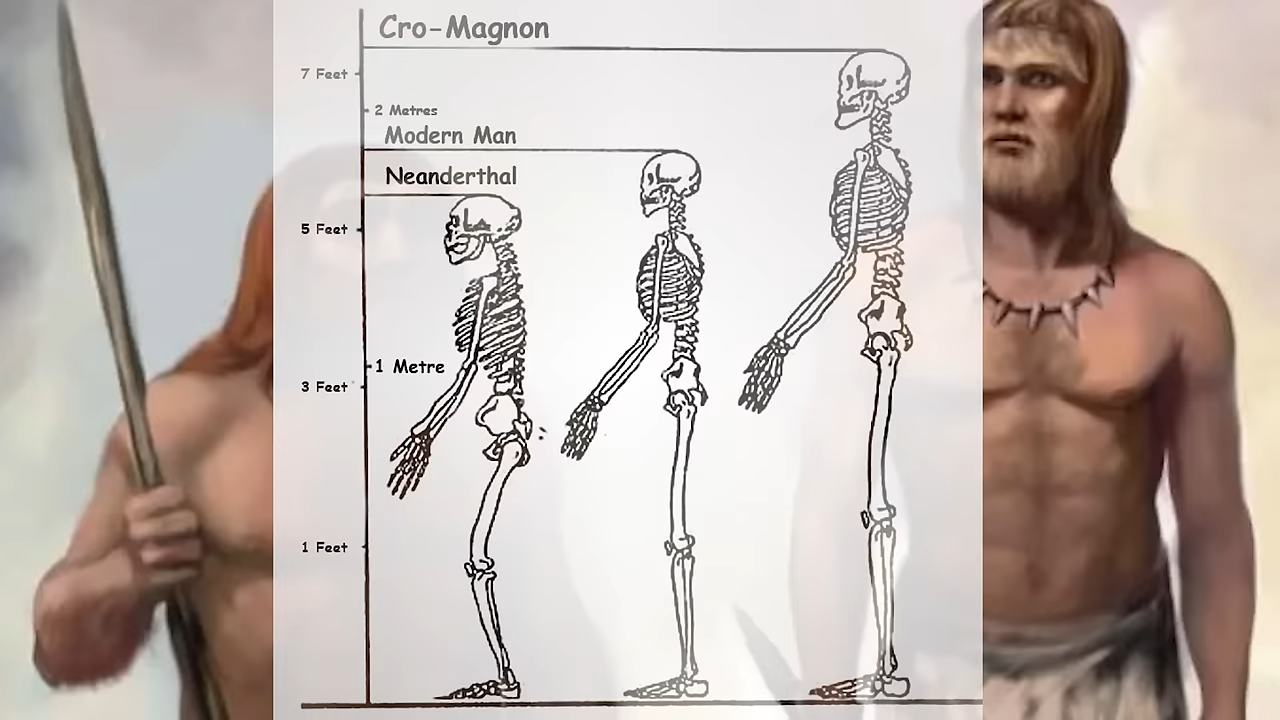 Cro-Magnon
7 Feet
2 Metres
Modern Man
Neanderthal
5 Feet
1 Metre
3 Feet
1 Feet